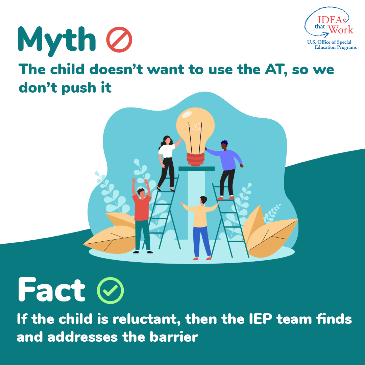 IDEAs
that Work
U.S. Office of Special
Education Programs
Myth
The child doesn't want to use the AT, so we
don't push it
Fact
If the child is reluctant, then the IEP team finds
and addresses the barrier